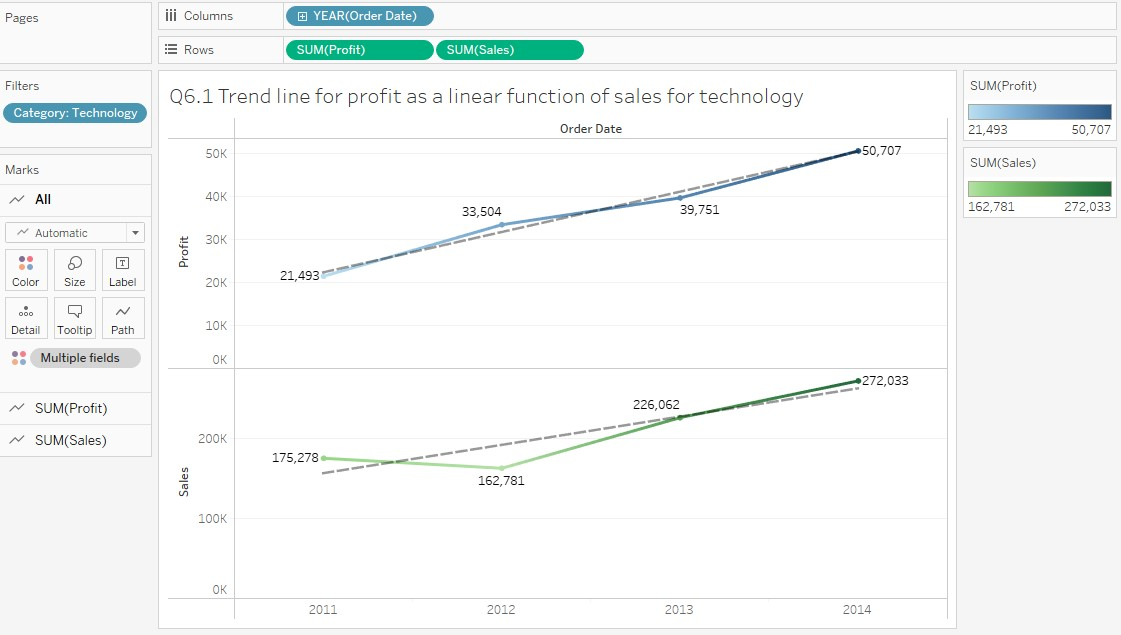 Pages
Columns
YEAR(Order Date)
Rows
SUM(Profit)
SUM(Sales)
Filters
Category: Technology
Marks
All
Automatic
Color
Size
Label
Detail
Tooltip
Path
Multiple fields
SUM(Profit)
SUM(Sales)
Q6.1 Trend line for profit as a linear function of sales for technology
Order Date
Profit
50K
40K
30K
20K
10K
0K
21,493
33,504
39,751
50,707
Sales
200K
100K
0K
175,278
162,781
226,062
272,033
2011
2012
2013
2014
SUM(Profit)
21,493
50,707
SUM(Sales)
162,781
272,033